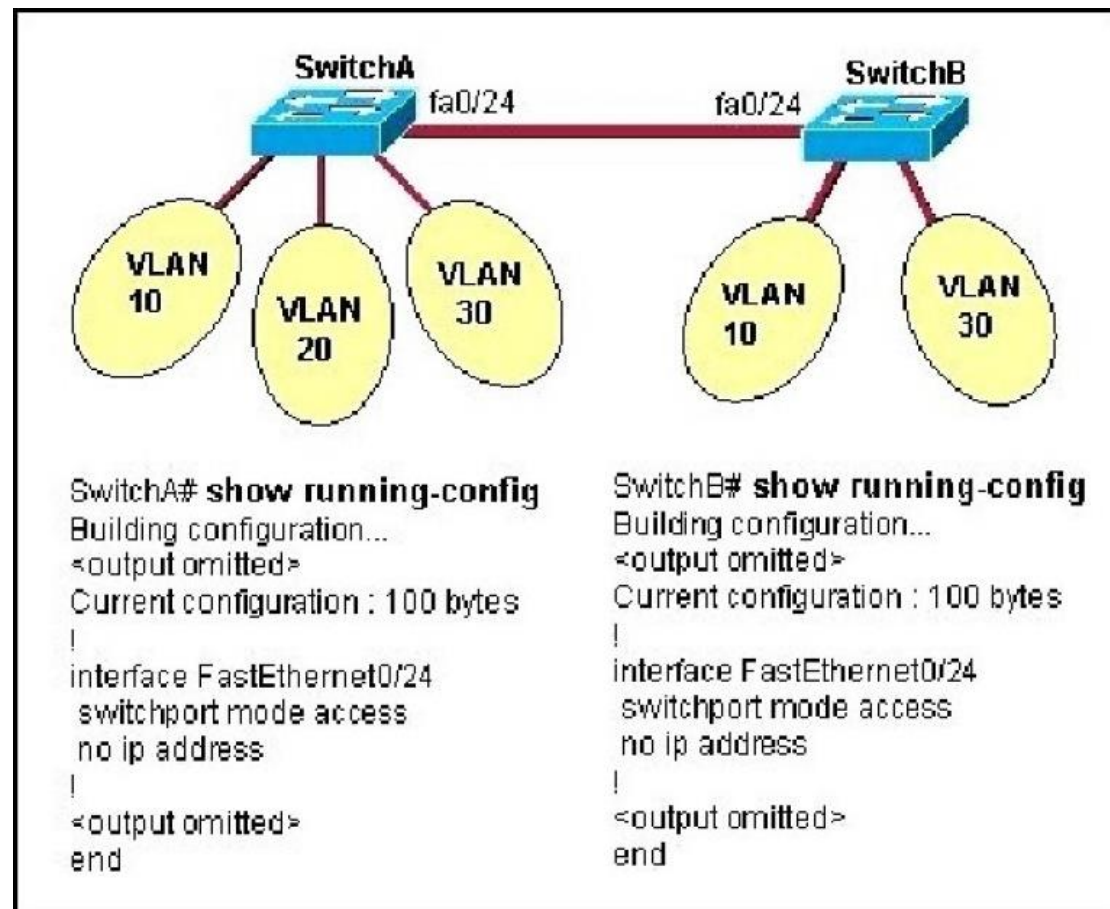 SwitchA
SwitchB
fa0/24
fa0/24
VLAN
10
VLAN
20
VLAN
30
VLAN
10
VLAN
30
SwitchA# show running-config
Building configuration...
<output omitted>
Current configuration : 100 bytes
!
interface FastEthernet0/24
switchport mode access
no ip address
!
<output omitted>
end
SwitchB# show running-config
Building configuration...
<output omitted>
Current configuration : 100 bytes
!
interface FastEthernet0/24
switchport mode access
no ip address
!
<output omitted>
end